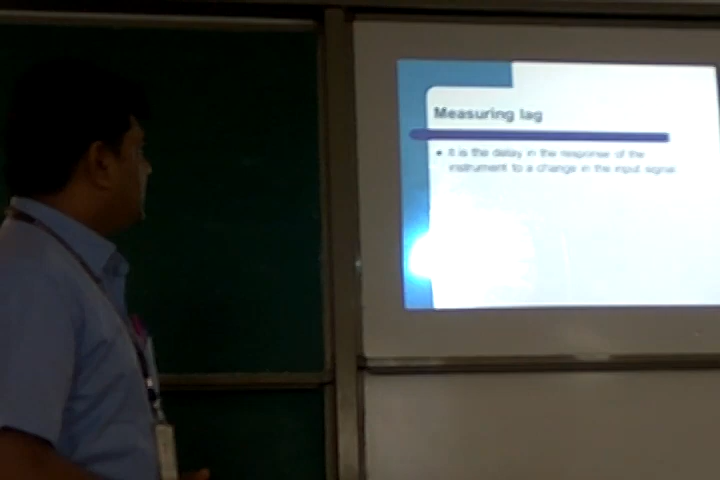 Measuring lag
• It is the delay in the response of the
instrument to a change in the input signal.